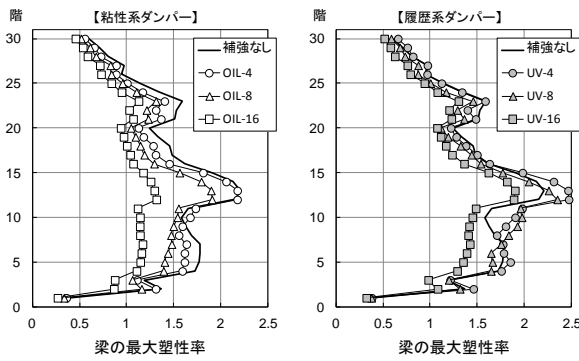 階 【粘性系ダンパー】
30
25
20
15
10
5
0
補強なし
OIL-4
OIL-8
OIL-16
0 0.5 1 1.5 2 2.5
梁の最大塑性率
階 【履歴系ダンパー】
30
25
20
15
10
5
0
補強なし
UV-4
UV-8
UV-16
0 0.5 1 1.5 2 2.5
梁の最大塑性率